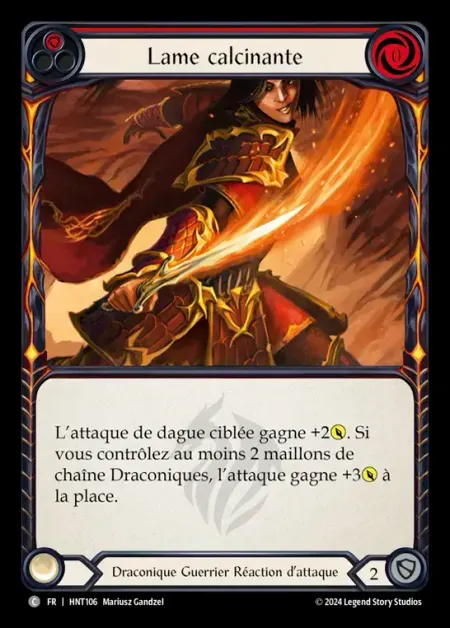 Lame calcinante
0
L'attaque de dague ciblée gagne +2. Si
vous contrôlez au moins 2 maillons de
chaîne Draconiques, l'attaque gagne +3 à
la place.
Draconique Guerrier Réaction d'attaque
2
C FR | HNT106 Mariusz Gandzel
© 2024 Legend Story Studios